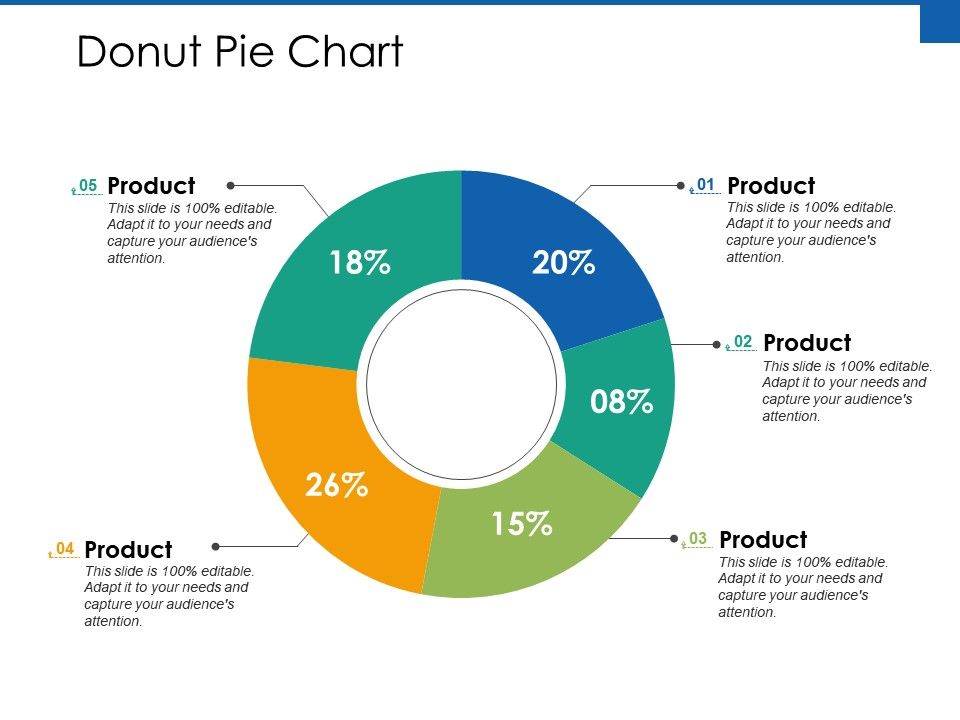 Donut Pie Chart
05 Product
This slide is 100% editable.
Adapt it to your needs and
capture your audience's
attention.
01 Product
This slide is 100% editable.
Adapt it to your needs and
capture your audience's
attention.
18%
20%
02 Product
This slide is 100% editable.
Adapt it to your needs and
capture your audience's
attention.
08%
26%
15%
04 Product
This slide is 100% editable.
Adapt it to your needs and
capture your audience's
attention.
03 Product
This slide is 100% editable.
Adapt it to your needs and
capture your audience's
attention.